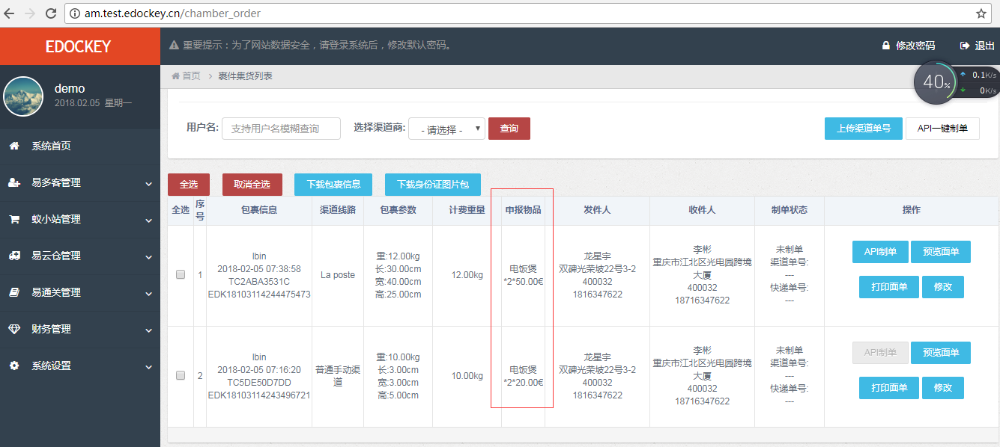 am.test.edockey.cn/chamber_order
EDOCKEY
重要提示：为了网站数据安全，请登录系统后，修改默认密码。
修改密码
退出
demo
2018.02.05 星期一
首页 > 裹件集货列表
40%
0.1K/s
0K/s
系统首页
易多客管理
蚁小站管理
易云仓管理
易通关管理
财务管理
系统设置
用户名:
支持用户名模糊查询
选择渠道商:
- 请选择 -
查询
上传渠道单号
API一键制单
全选
取消全选
下载包裹信息
下载身份证图片包
全选
序号
包裹信息
渠道线路
包裹参数
计费重量
申报物品
发件人
收件人
制单状态
操作
1
lbin
2018-02-05 07:38:58
TC2ABA3531C
EDK18103114244475473
La poste
重:12.00kg
长:30.00cm
宽:40.00cm
高:25.00cm
12.00kg
电饭煲
*2*50.00€
龙星宇
双碑光荣坡22号3-2
400032
1816347622
李彬
重庆市江北区光电园跨境
大厦
400032
18716347622
未制单
渠道单号:
---
快递单号:
---
API制单
预览面单
打印面单
修改
2
lbin
2018-02-05 07:16:20
TC5DE50D7DD
EDK18103114243496721
普通手动渠
道
重:10.00kg
长:3.00cm
宽:3.00cm
高:5.00cm
10.00kg
电饭煲
*2*20.00€
龙星宇
双碑光荣坡22号3-2
400032
1816347622
李彬
重庆市江北区光电园跨境
大厦
400032
18716347622
未制单
渠道单号:
---
快递单号:
---
API制单
预览面单
打印面单
修改